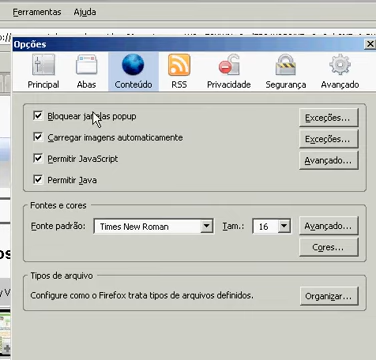 Ferramentas Ajuda
Opções
Principal Abas Conteúdo RSS Privacidade Segurança Avançado
Bloquear janelas popup Exceções...
Carregar imagens automaticamente Exceções...
Permitir JavaScript Avançado...
Permitir Java
Fontes e cores
Fonte padrão: Times New Roman Tam.: 16 Avançado...
Cores...
Tipos de arquivo
Configure como o Firefox trata tipos de arquivos definidos. Organizar...